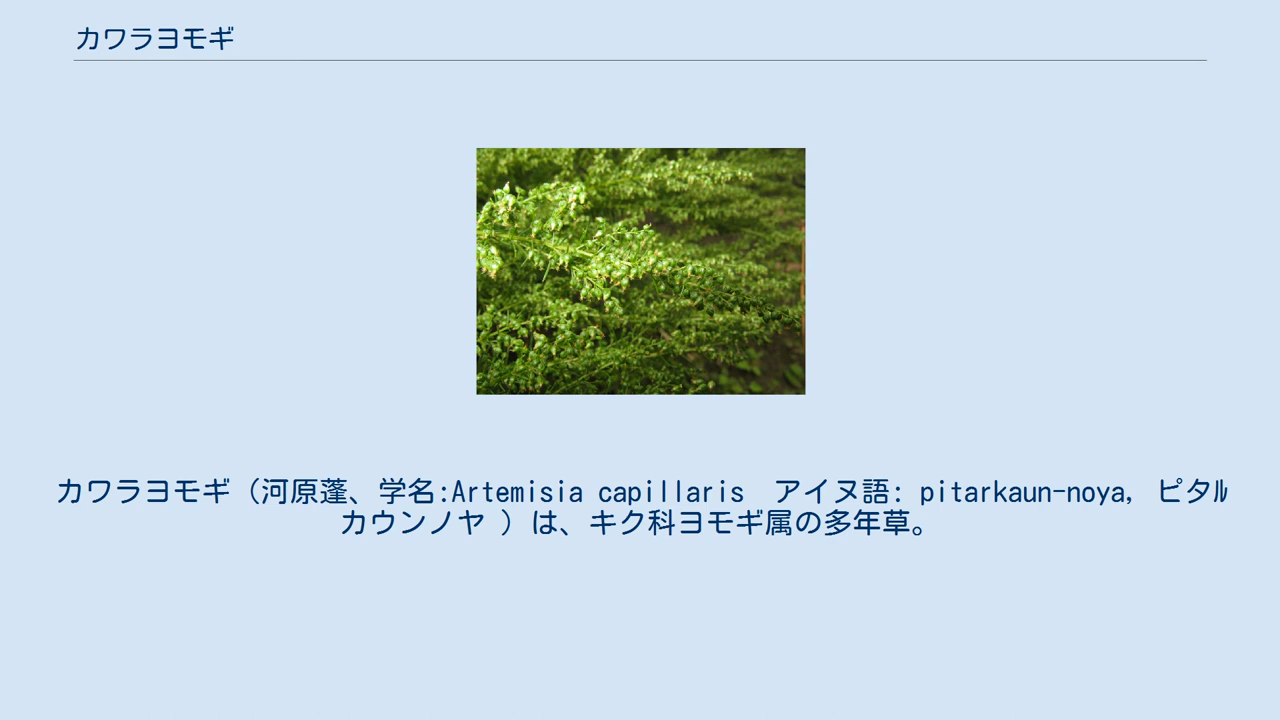 カワラヨモギ
カワラヨモギ（河原蓬、学名:Artemisia capillaris　アイヌ語: pitarkaun-noya, ピタㇽ
カウンノヤ ）は、キク科ヨモギ属の多年草。